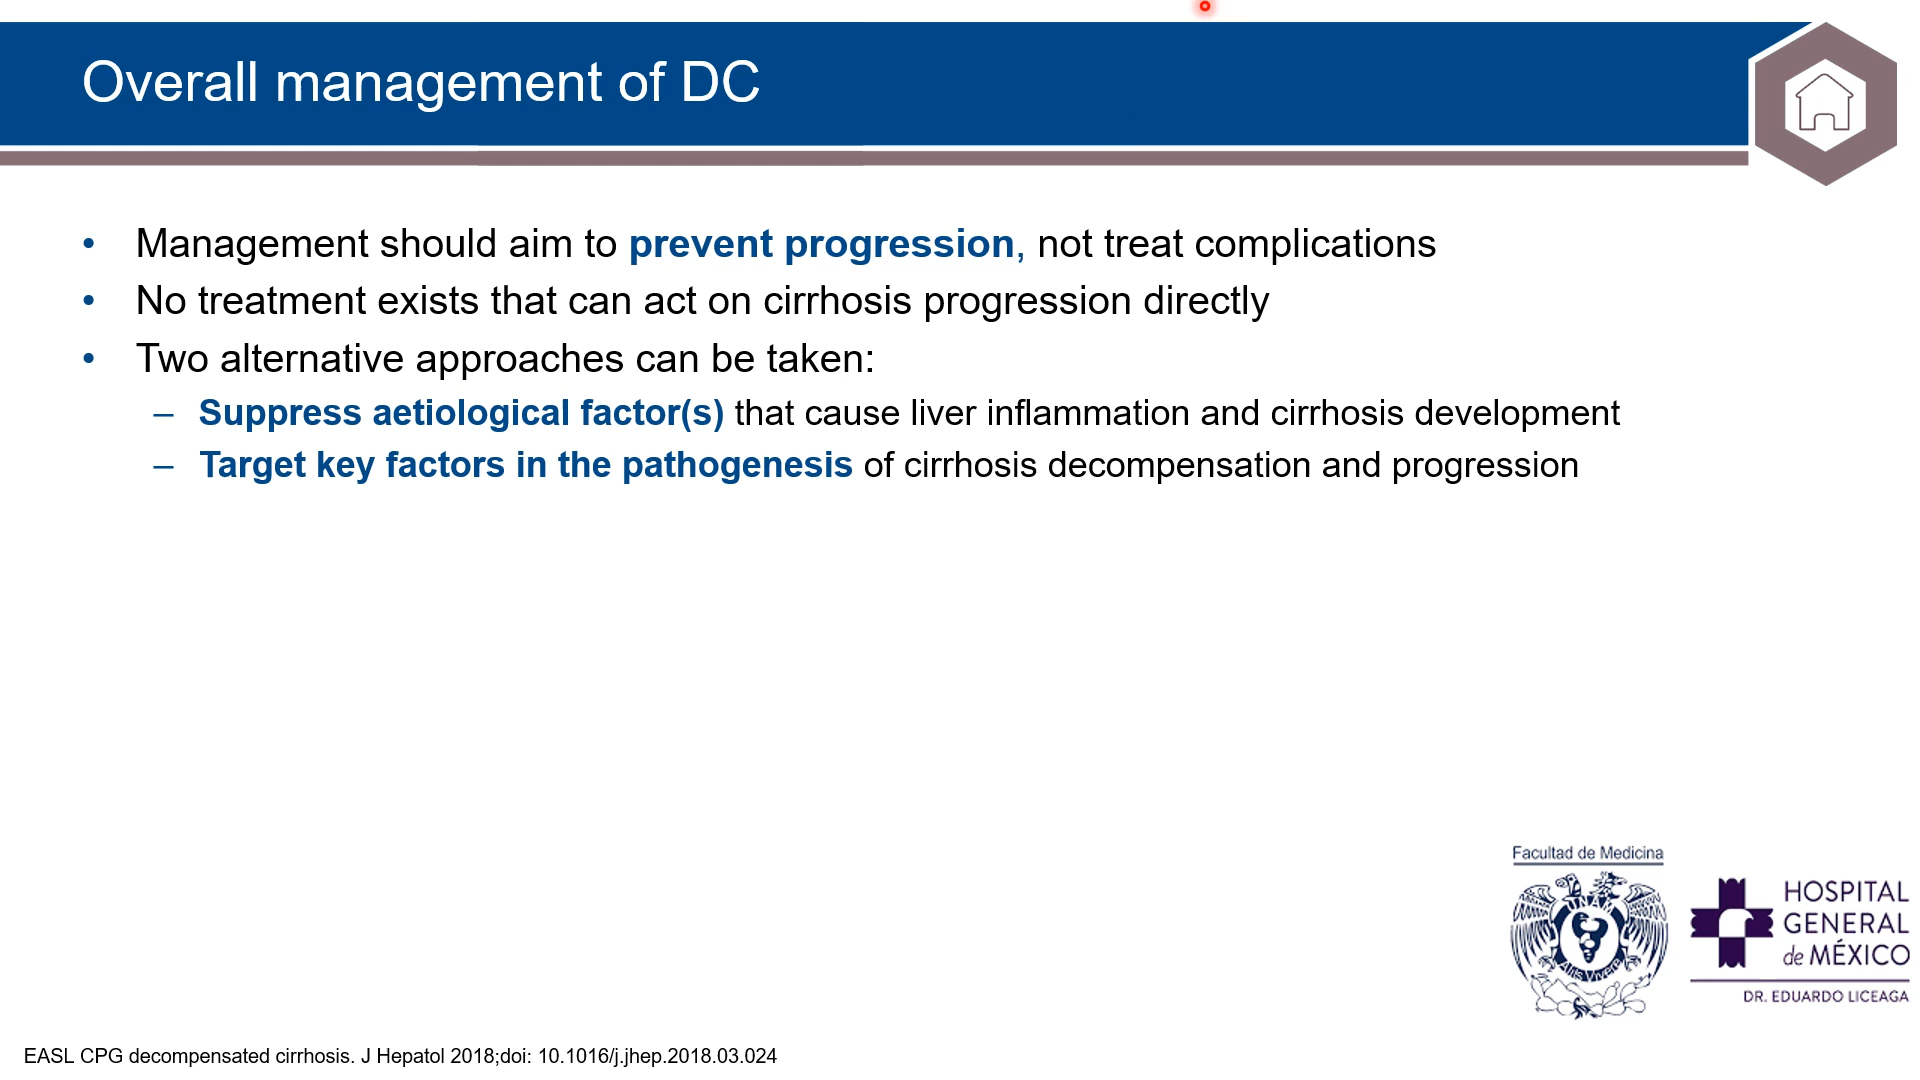 Overall management of DC
• Management should aim to prevent progression, not treat complications
• No treatment exists that can act on cirrhosis progression directly
• Two alternative approaches can be taken:
– Suppress aetiological factor(s) that cause liver inflammation and cirrhosis development
– Target key factors in the pathogenesis of cirrhosis decompensation and progression
Facultad de Medicina
UNAM
Aliis Vivere
HOSPITAL
GENERAL
de MÉXICO
DR. EDUARDO LICEAGA
EASL CPG decompensated cirrhosis. J Hepatol 2018;doi: 10.1016/j.jhep.2018.03.024